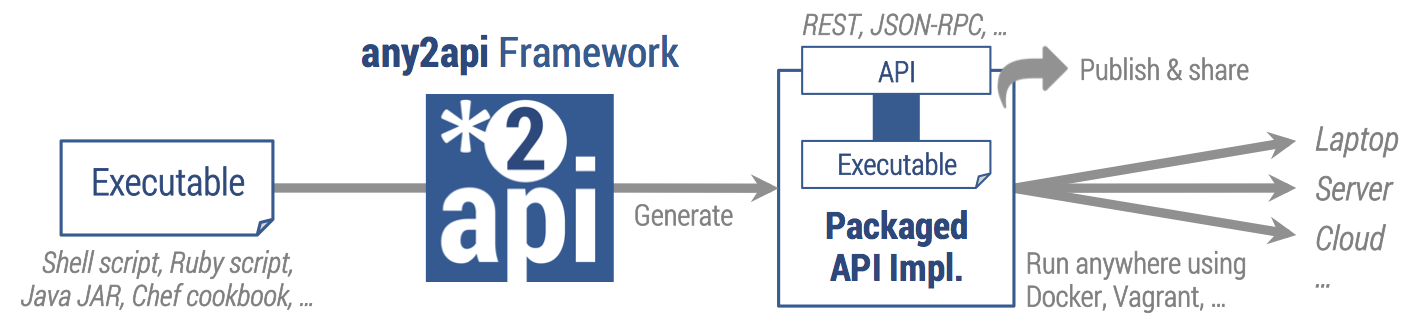 any2api Framework
*2
api
Executable
Shell script, Ruby script,
Java JAR, Chef cookbook, ...
Generate
REST, JSON-RPC, ...
API
Executable
Packaged
API Impl.
Publish & share
Run anywhere using
Docker, Vagrant, ...
Laptop
Server
Cloud
...